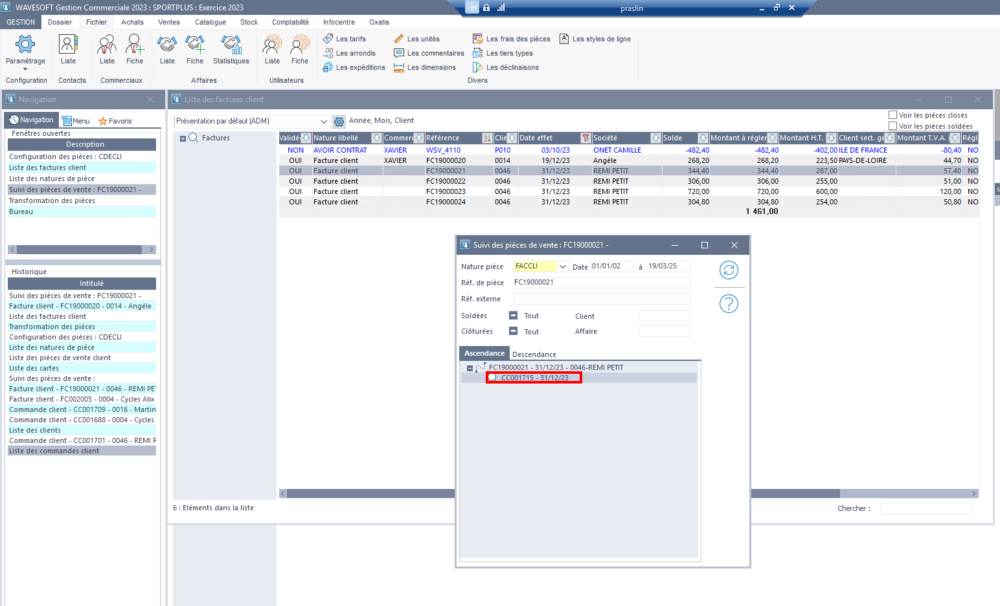 WAVESOFT Gestion Commerciale 2023 : SPORTPLUS : Exercice 2023
praslin
GESTION Dossier Fichier Achats Ventes Catalogue Stock Comptabilité Infocentre Oxatis
Paramétrage Liste Liste Fiche Liste Fiche Statistiques Liste Fiche
Les tarifs Les unités Les frais des pièces Les styles de ligne
Les arrondis Les commentaires Les tiers types
Les expéditions Les dimensions Les déclinaisons
Configuration Contacts Commerciaux Affaires Utilisateurs Divers
Navigation
Navigation Menu Favoris
Fenêtres ouvertes
Description
Configuration des pièces : CDECLI
Liste des factures client
Liste des natures de pièce
Suivi des pièces de vente : FC19000021 -
Transformation des pièces
Bureau
Historique
Intitulé
Suivi des pièces de vente : FC19000021 -
Facture client - FC19000020 - 0014 - Angèle
Liste des factures client
Transformation des pièces
Configuration des pièces : CDECLI
Liste des natures de pièce
Liste des pièces de vente client
Liste des cartes
Suivi des pièces de vente :
Facture client - FC19000021 - 0046 - REMI PET
Facture client - FC002005 - 0004 - Cycles Alix
Commande client - CC001709 - 0016 - Martin
Commande client - CC001688 - 0004 - Cycles
Liste des clients
Commande client - CC001701 - 0046 - REMI P
Liste des commandes client
Liste des factures client
Présentation par défaut (ADM) Année, Mois, Client
Voir les pièces closes
Voir les pièces soldées
Factures
Validée Nature libellé Commerc Référence Clie Date effet Société Solde Montant à régler Montant H.T. Client sect. gé Montant T.V.A. ( Régl
NON AVOIR CONTRAT XAVIER WSV_4110 P010 03/10/23 ONET CAMILLE -482,40 -482,40 -402,00 ILE DE FRANCE -80,40 NO
OUI Facture client XAVIER FC19000020 0014 19/12/23 Angèle 268,20 268,20 223,50 PAYS-DE-LOIRE 44,70 NO
OUI Facture client FC19000021 0046 31/12/23 REMI PETIT 344,40 344,40 287,00 57,40 NO
OUI Facture client FC19000022 0046 31/12/23 REMI PETIT 306,00 306,00 255,00 51,00 NO
OUI Facture client FC19000023 0046 31/12/23 REMI PETIT 720,00 720,00 600,00 120,00 NO
OUI Facture client FC19000024 0046 31/12/23 REMI PETIT 304,80 304,80 254,00 50,80 NO
1 461,00
6 : Eléments dans la liste
Chercher :
Suivi des pièces de vente : FC19000021 -
Nature pièce FACCLI Date 01/01/02 à 19/03/25
Réf. de pièce FC19000021
Réf. externe
Soldées Tout Client
Clôturées Tout Affaire
Ascendance Descendance
FC19000021 - 31/12/23 - 0046-REMI PETIT
CC001715 - 31/12/23